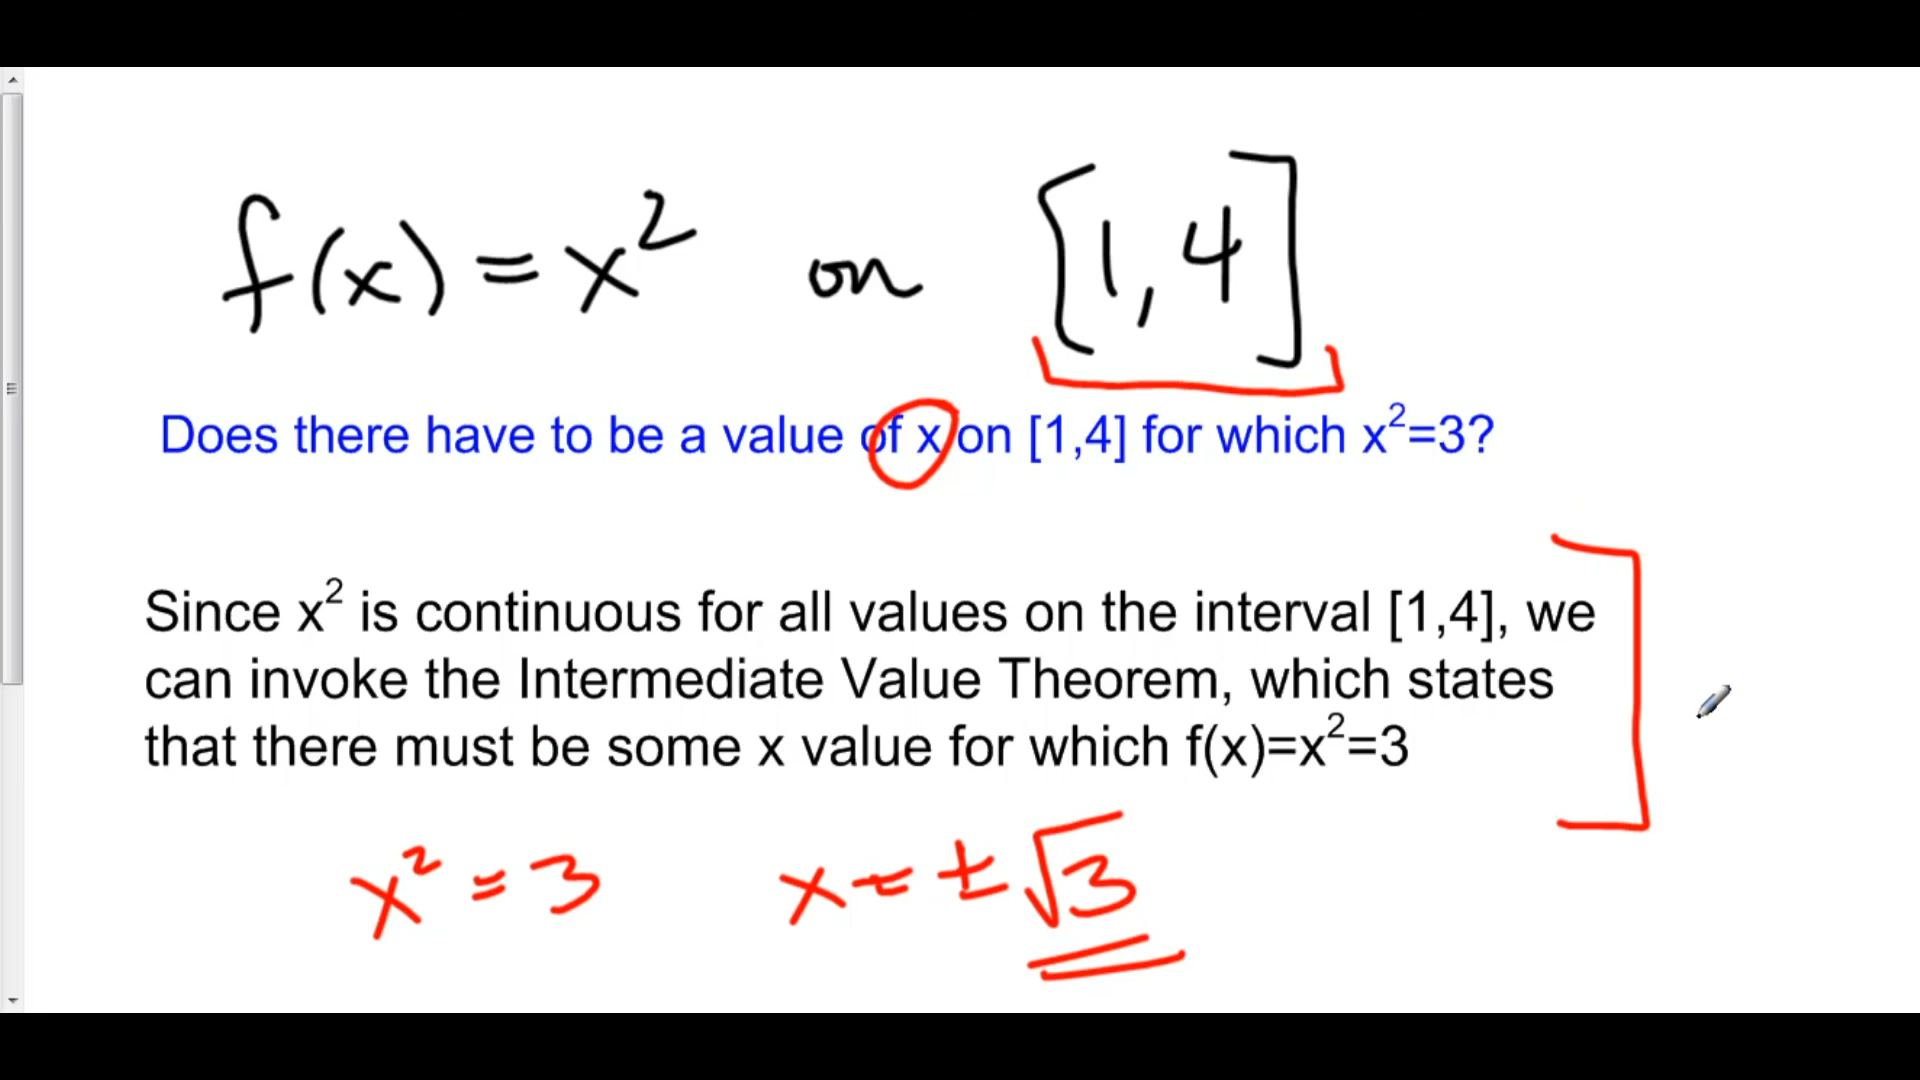 f(x) = x² on [1,4]
Does there have to be a value of x on [1,4] for which x²=3?
Since x² is continuous for all values on the interval [1,4], we
can invoke the Intermediate Value Theorem, which states
that there must be some x value for which f(x)=x²=3
x² = 3 x = ±√3